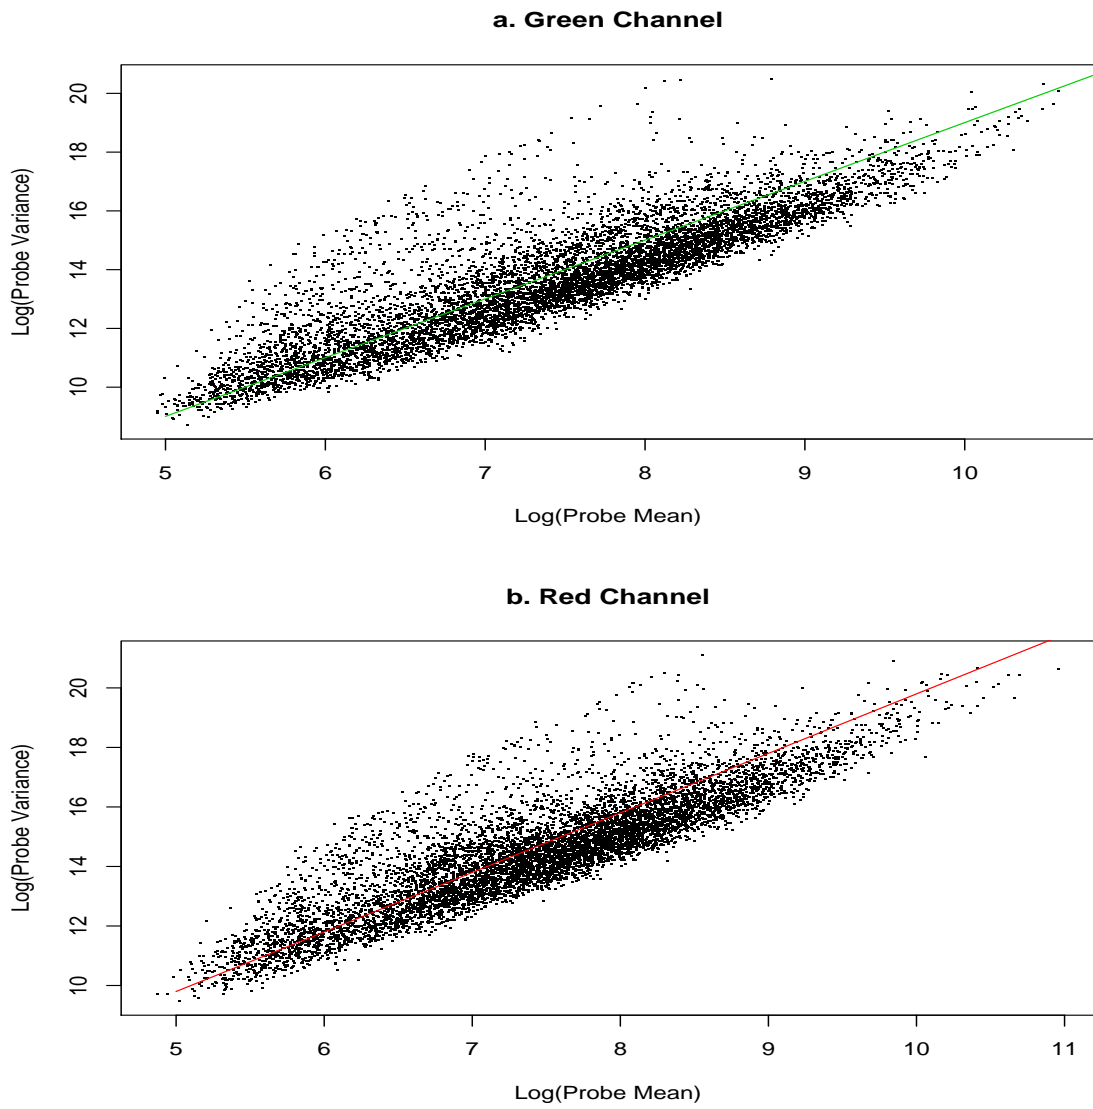 a. Green Channel
Log(Probe Variance)
20
18
16
14
12
10
5 6 7 8 9 10
Log(Probe Mean)
b. Red Channel
Log(Probe Variance)
20
18
16
14
12
10
5 6 7 8 9 10 11
Log(Probe Mean)